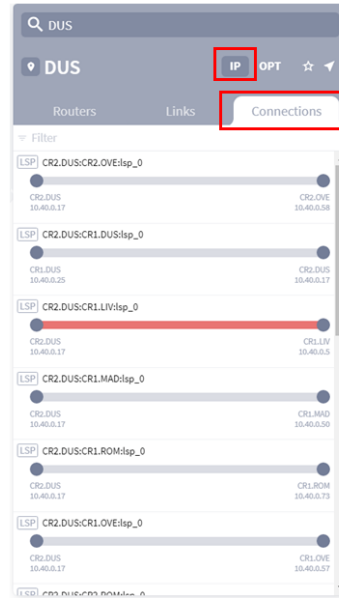 DUS
DUS IP OPT
Routers Links Connections
Filter
LSP CR2.DUS:CR2.OVE:lsp_0
CR2.DUS CR2.OVE
10.40.0.17 10.40.0.58
LSP CR2.DUS:CR1.DUS:lsp_0
CR1.DUS CR2.DUS
10.40.0.25 10.40.0.17
LSP CR2.DUS:CR1.LIV:lsp_0
CR2.DUS CR1.LIV
10.40.0.17 10.40.0.5
LSP CR2.DUS:CR1.MAD:lsp_0
CR2.DUS CR1.MAD
10.40.0.17 10.40.0.50
LSP CR2.DUS:CR1.ROM:lsp_0
CR2.DUS CR1.ROM
10.40.0.17 10.40.0.73
LSP CR2.DUS:CR1.OVE:lsp_0
CR2.DUS CR1.OVE
10.40.0.17 10.40.0.57
LSP CR2.DUS:CR2.ROM:lsp_0